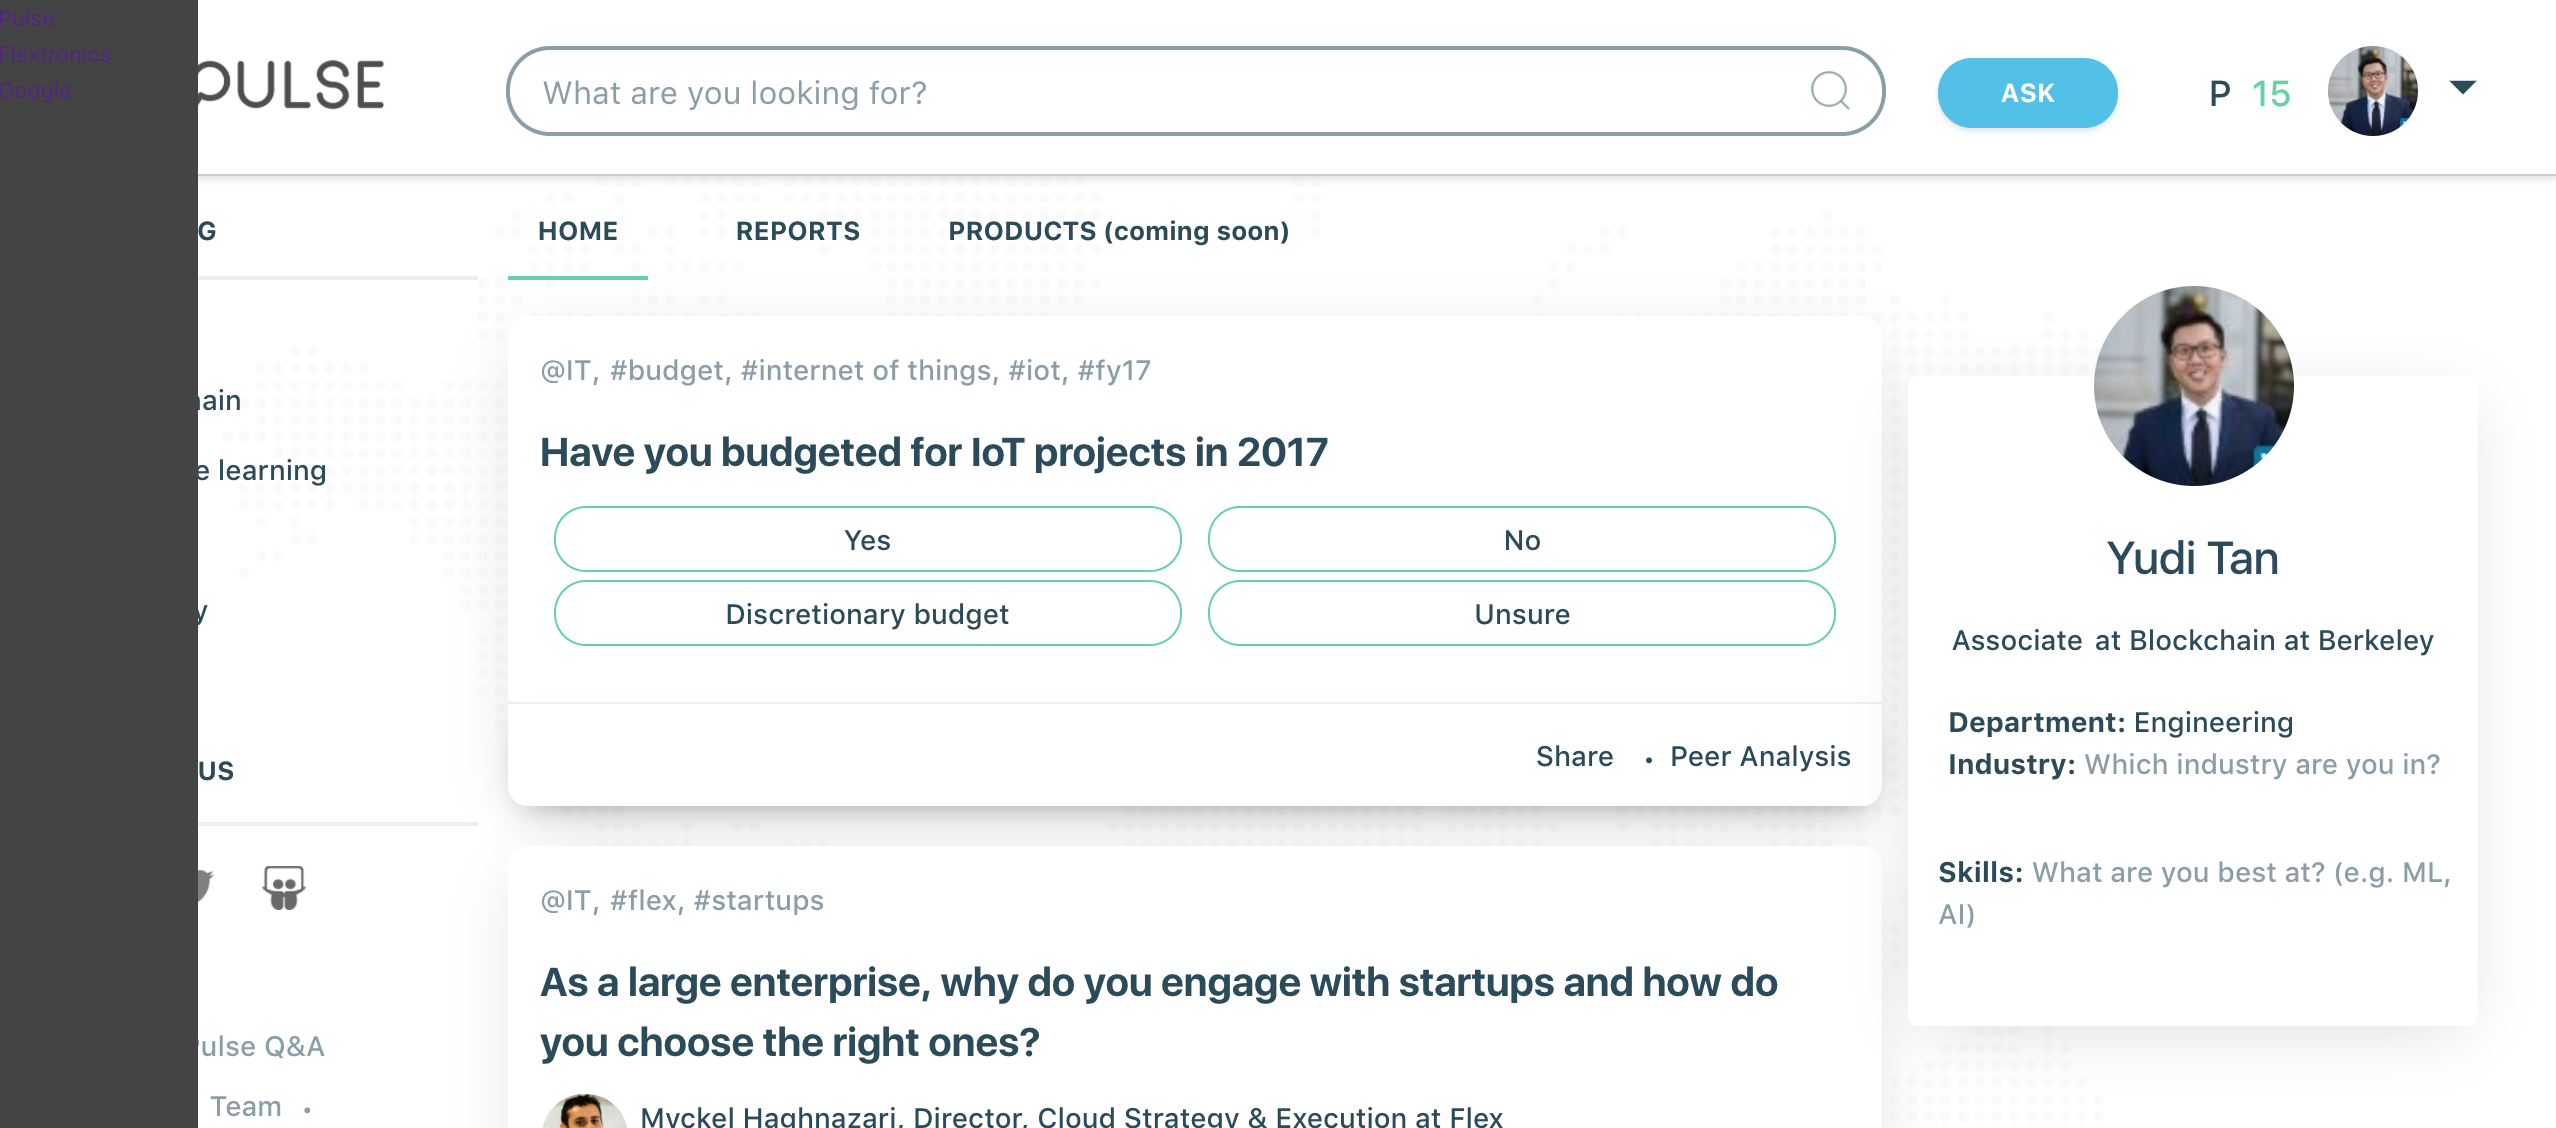 Pulse
Flextronics
Google
PULSE
What are you looking for?
ASK
P 15
G
HOME
REPORTS
PRODUCTS (coming soon)
ain
e learning
y
US
Pulse Q&A
Team •
@IT, #budget, #internet of things, #iot, #fy17
Have you budgeted for IoT projects in 2017
Yes
No
Discretionary budget
Unsure
Share • Peer Analysis
@IT, #flex, #startups
As a large enterprise, why do you engage with startups and how do
you choose the right ones?
Myckel Haghnazari, Director, Cloud Strategy & Execution at Flex
Yudi Tan
Associate at Blockchain at Berkeley
Department: Engineering
Industry: Which industry are you in?
Skills: What are you best at? (e.g. ML,
AI)